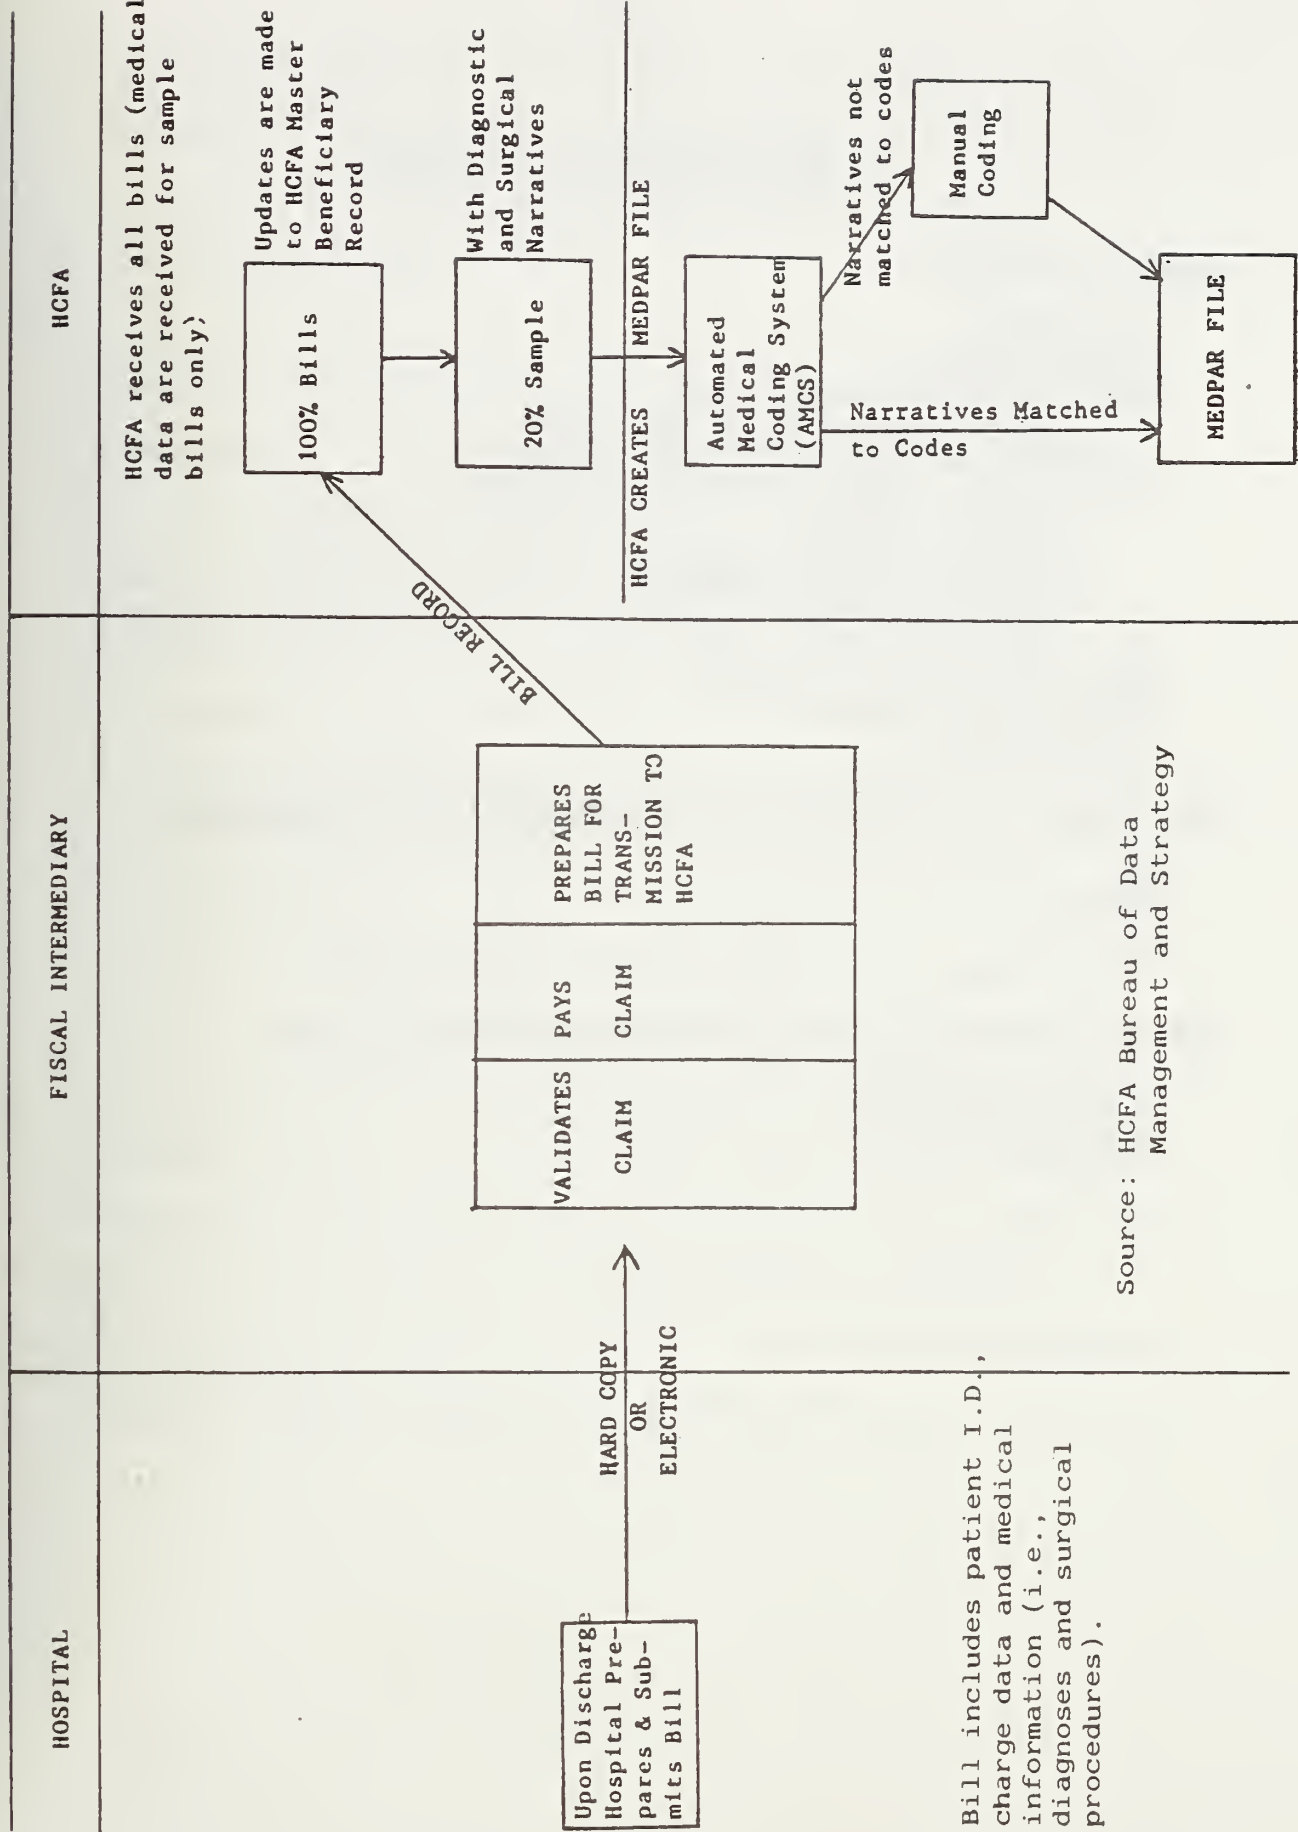 HOSPITAL
FISCAL INTERMEDIARY
HCFA
Upon Discharge
Hospital Pre-
pares & Sub-
mits Bill
HARD COPY
OR
ELECTRONIC
Bill includes patient I.D.,
charge data and medical
information (i.e.,
diagnoses and surgical
procedures).
VALIDATES
CLAIM
PAYS
CLAIM
PREPARES
BILL FOR
TRANS-
MISSION TO
HCFA
BILL RECORD
Source: HCFA Bureau of Data
Management and Strategy
HCFA receives all bills (medical
data are received for sample
bills only)
100% Bills
Updates are made
to HCFA Master
Beneficiary
Record
20% Sample
With Diagnostic
and Surgical
Narratives
HCFA CREATES MEDPAR FILE
Automated
Medical
Coding System
(AMCS)
Narratives Matched
to Codes
Narratives not
matched to codes
Manual
Coding
MEDPAR FILE